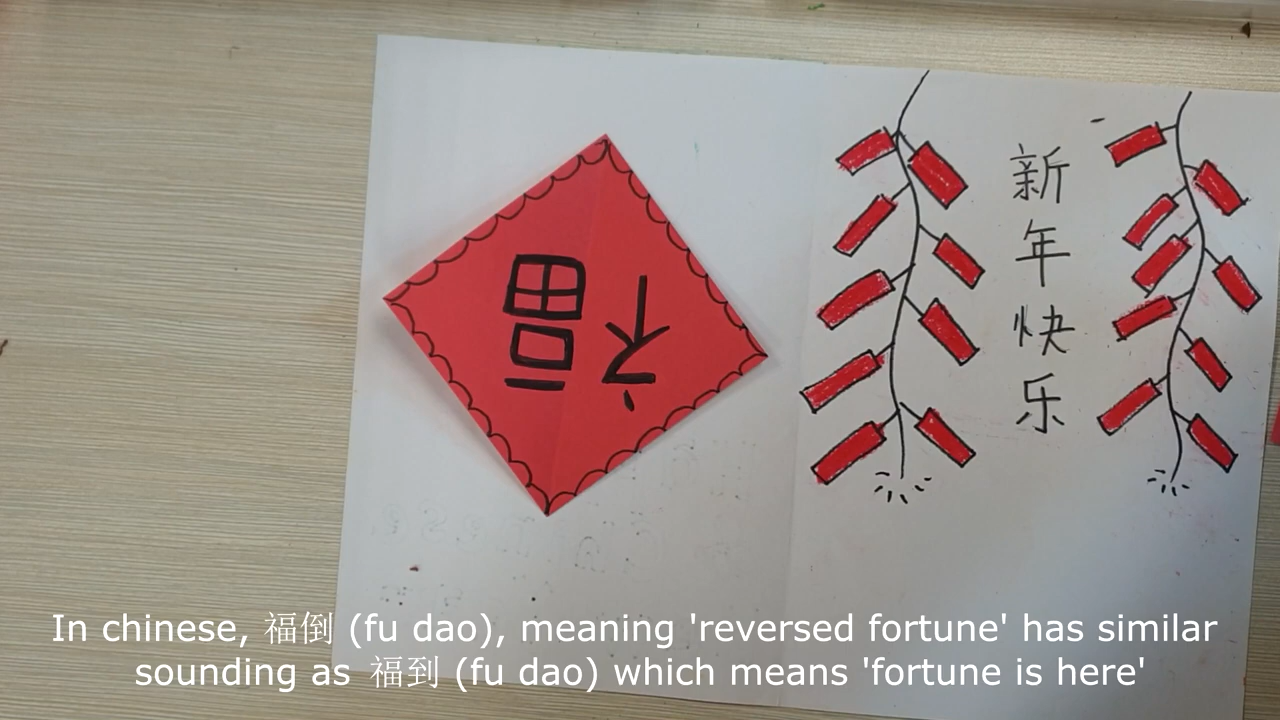 福
新
年
快
乐
In chinese, 福倒 (fu dao), meaning 'reversed fortune' has similar
sounding as 福到 (fu dao) which means 'fortune is here'